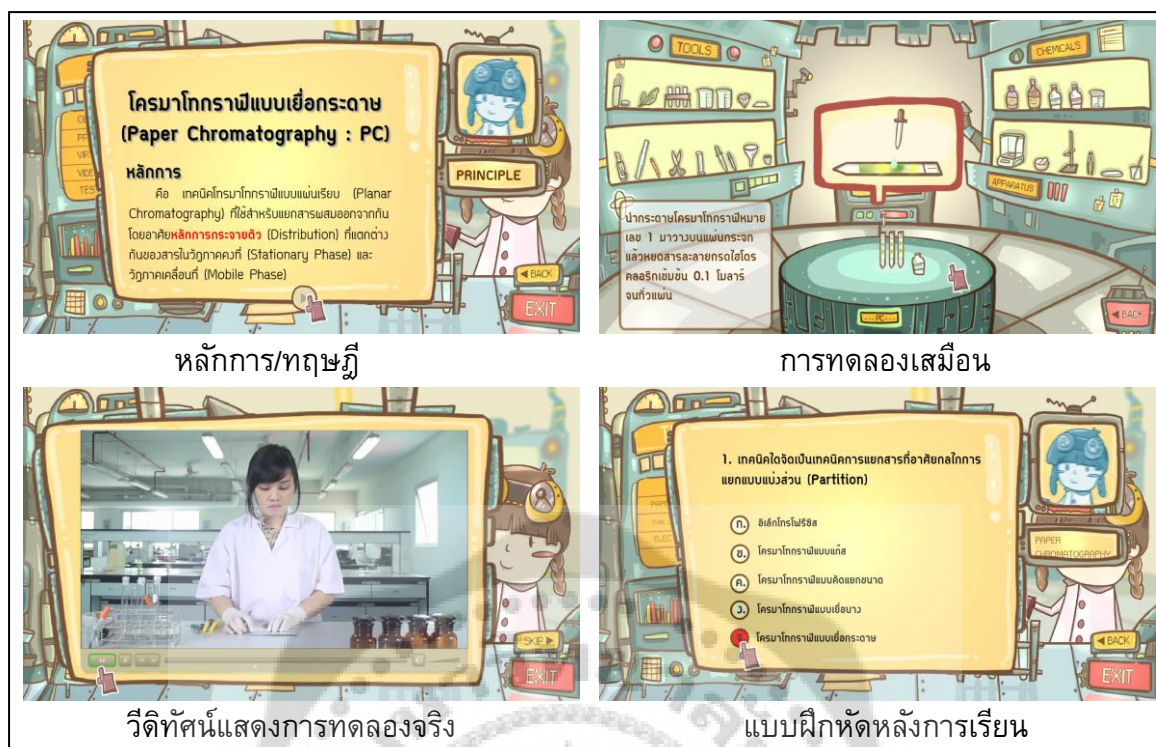 โครมาโทกราฟีแบบเยื่อกระดาษ
(Paper Chromatography : PC)
หลักการ
คือ เทคนิคโครมาโทกราฟีแบบแผ่นเรียบ (Planar
Chromatography) ที่ใช้สำหรับแยกสารผสมออกจากกัน
โดยอาศัยหลักการกระจายตัว (Distribution) ที่แตกต่าง
กันของสารในวัฏภาคคงที่ (Stationary Phase) และ
วัฏภาคเคลื่อนที่ (Mobile Phase)
PRINCIPLE
BACK
EXIT
หลักการ/ทฤษฎี
TOOLS
CHEMICALS
APPARATUS
นำกระดาษโครมาโทกราฟีหมาย
เลข 1 มาวางบนแผ่นกระจก
แล้วหยดสารละลายกรดไฮโดร
คลอริกเข้มข้น 0.1 โมลาร์
จนทั่วแผ่น
PC
BACK
การทดลองเสมือน
SKIP
EXIT
วีดิทัศน์แสดงการทดลองจริง
1. เทคนิคใดจัดเป็นเทคนิคการแยกสารที่อาศัยกลไกการ
แยกแบบแบ่งส่วน (Partition)
ก. อิเล็กโทรโฟรีซิส
ข. โครมาโทกราฟีแบบแก๊ส
ค. โครมาโทกราฟีแบบคัดแยกขนาด
ง. โครมาโทกราฟีแบบเยื่อบาง
โครมาโทกราฟีแบบเยื่อกระดาษ
PAPER
CHROMATOGRAPHY
BACK
EXIT
แบบฝึกหัดหลังการเรียน